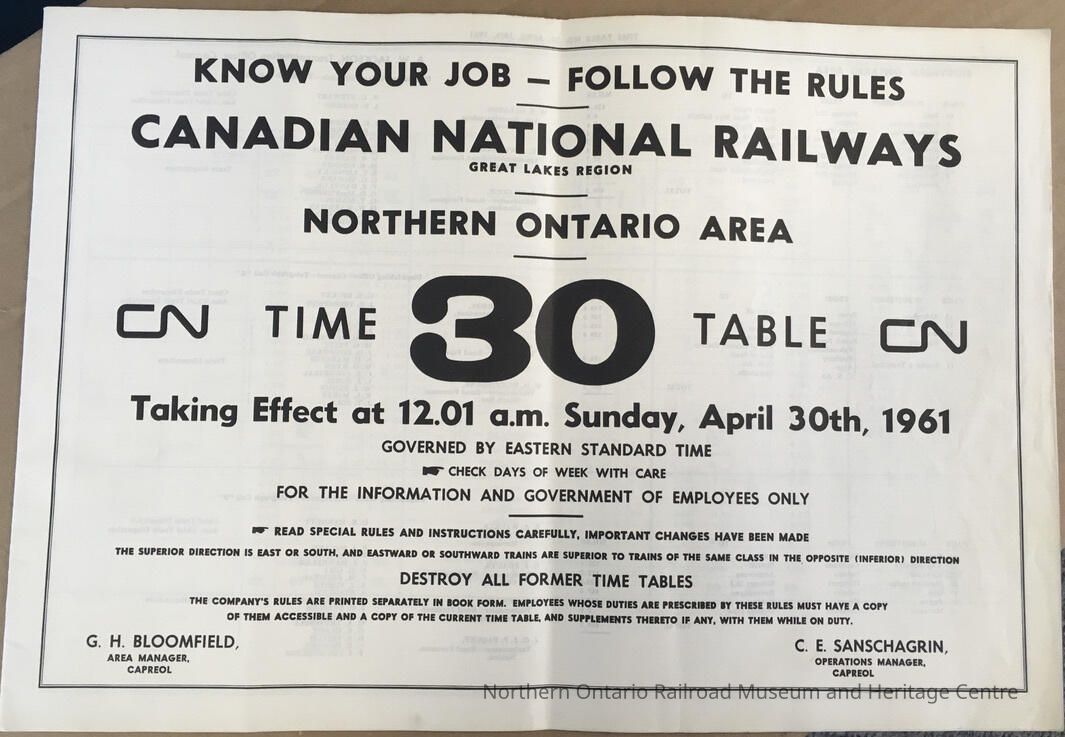 KNOW YOUR JOB — FOLLOW THE RULES
CANADIAN NATIONAL RAILWAYS
GREAT LAKES REGION
NORTHERN ONTARIO AREA
CN TIME 30 TABLE CN
Taking Effect at 12.01 a.m. Sunday, April 30th, 1961
GOVERNED BY EASTERN STANDARD TIME
☛ CHECK DAYS OF WEEK WITH CARE
FOR THE INFORMATION AND GOVERNMENT OF EMPLOYEES ONLY
☛ READ SPECIAL RULES AND INSTRUCTIONS CAREFULLY, IMPORTANT CHANGES HAVE BEEN MADE
THE SUPERIOR DIRECTION IS EAST OR SOUTH, AND EASTWARD OR SOUTHWARD TRAINS ARE SUPERIOR TO TRAINS OF THE SAME CLASS IN THE OPPOSITE (INFERIOR) DIRECTION
DESTROY ALL FORMER TIME TABLES
THE COMPANY'S RULES ARE PRINTED SEPARATELY IN BOOK FORM. EMPLOYEES WHOSE DUTIES ARE PRESCRIBED BY THESE RULES MUST HAVE A COPY
OF THEM ACCESSIBLE AND A COPY OF THE CURRENT TIME TABLE, AND SUPPLEMENTS THERETO IF ANY, WITH THEM WHILE ON DUTY.
G. H. BLOOMFIELD,
AREA MANAGER,
CAPREOL
C. E. SANSCHAGRIN,
OPERATIONS MANAGER,
CAPREOL
Northern Ontario Railroad Museum and Heritage Centre